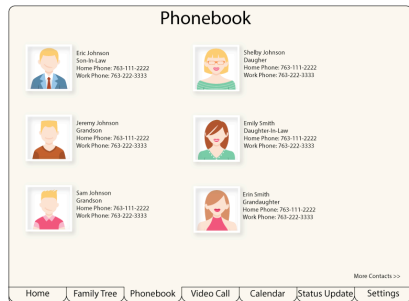 Phonebook
Eric Johnson
Son-In-Law
Home Phone: 763-111-2222
Work Phone: 763-222-3333
Shelby Johnson
Daugher
Home Phone: 763-111-2222
Work Phone: 763-222-3333
Jeremy Johnson
Grandson
Home Phone: 763-111-2222
Work Phone: 763-222-3333
Emily Smith
Daughter-In-Law
Home Phone: 763-111-2222
Work Phone: 763-222-3333
Sam Johnson
Grandson
Home Phone: 763-111-2222
Work Phone: 763-222-3333
Erin Smith
Grandaughter
Home Phone: 763-111-2222
Work Phone: 763-222-3333
More Contacts >>
Home Family Tree Phonebook Video Call Calendar Status Update Settings